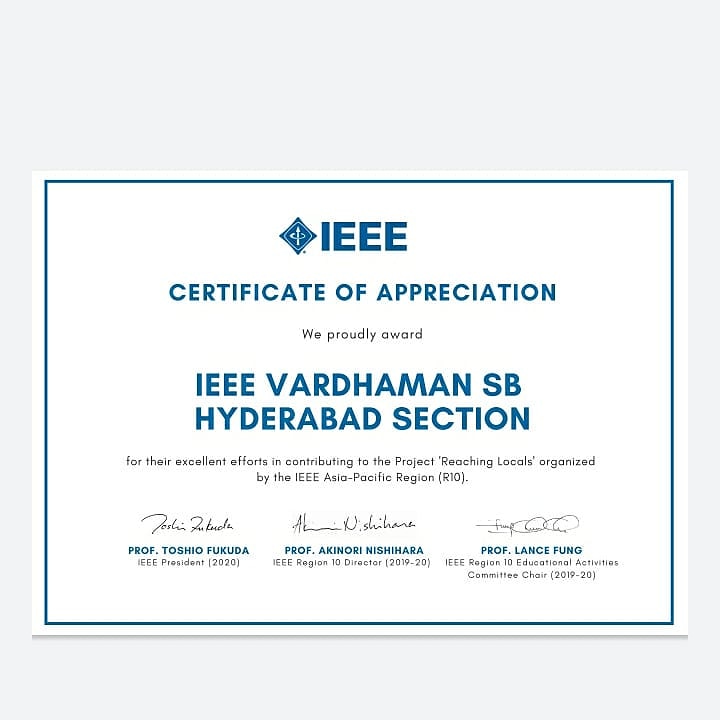 IEEE
CERTIFICATE OF APPRECIATION
We proudly award
IEEE VARDHAMAN SB
HYDERABAD SECTION
for their excellent efforts in contributing to the Project 'Reaching Locals' organized
by the IEEE Asia-Pacific Region (R10).
Toshio Fukuda
Akinori Nishihara
PROF. TOSHIO FUKUDA
IEEE President (2020)
PROF. AKINORI NISHIHARA
IEEE Region 10 Director (2019-20)
PROF. LANCE FUNG
IEEE Region 10 Educational Activities
Committee Chair (2019-20)